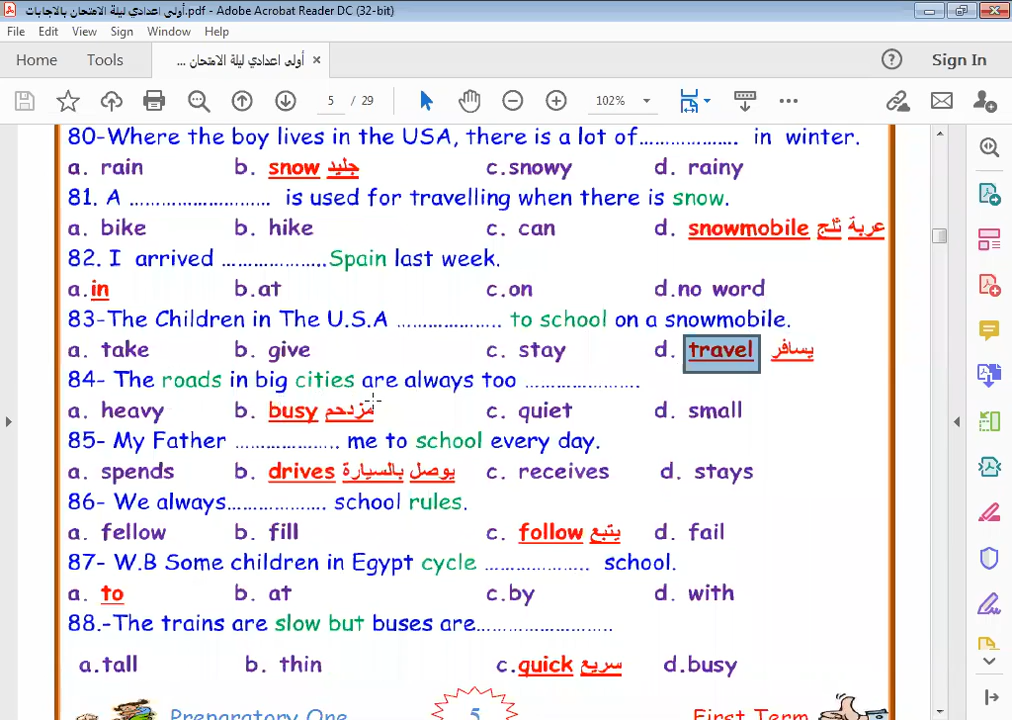 أولى اعدادي ليلة الامتحان بالاجابات.pdf - Adobe Acrobat Reader DC (32-bit)
File Edit View Sign Window Help
Home Tools أولى اعدادي ليلة الامتحان ... × Sign In
5 / 29 102%
80-Where the boy lives in the USA, there is a lot of………………. in winter.
a. rain b. snow جليد c.snowy d. rainy
81. A …………………….. is used for travelling when there is snow.
a. bike b. hike c. can d. snowmobile عربة ثلج
82. I arrived ………………..Spain last week.
a.in b.at c.on d.no word
83-The Children in The U.S.A ……………….. to school on a snowmobile.
a. take b. give c. stay d. travel يسافر
84- The roads in big cities are always too ………………….
a. heavy b. busy مزدحم c. quiet d. small
85- My Father ……………….. me to school every day.
a. spends b. drives يوصل بالسيارة c. receives d. stays
86- We always………………. school rules.
a. fellow b. fill c. follow يتبع d. fail
87- W.B Some children in Egypt cycle ……………….. school.
a. to b. at c.by d. with
88.-The trains are slow but buses are……………………..
a.tall b. thin c.quick سريع d.busy
Preparatory One 5 First Term